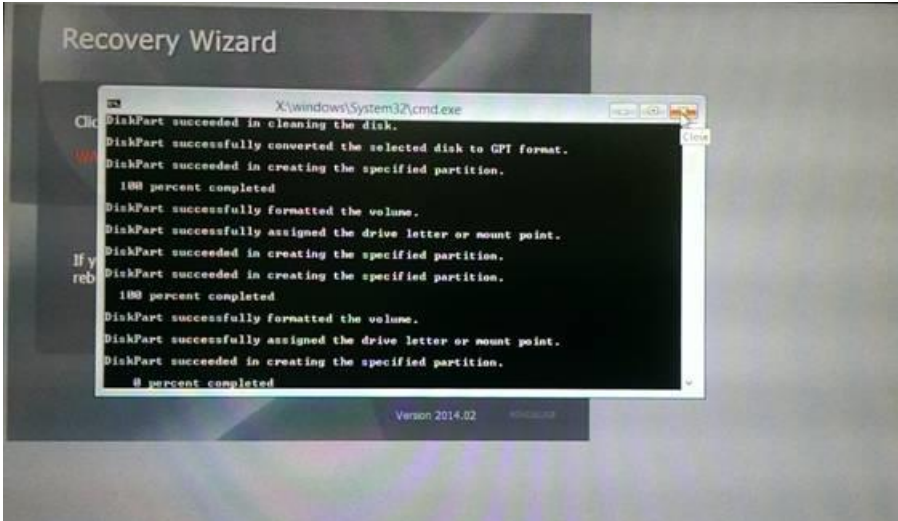 Recovery Wizard
X:\windows\System32\cmd.exe
Close
Clic
DiskPart succeeded in cleaning the disk.
WA
DiskPart successfully converted the selected disk to GPT format.
DiskPart succeeded in creating the specified partition.
100 percent completed
DiskPart successfully formatted the volume.
DiskPart successfully assigned the drive letter or mount point.
If y
DiskPart succeeded in creating the specified partition.
reb
DiskPart succeeded in creating the specified partition.
100 percent completed
DiskPart successfully formatted the volume.
DiskPart successfully assigned the drive letter or mount point.
DiskPart succeeded in creating the specified partition.
0 percent completed
Version 2014.02